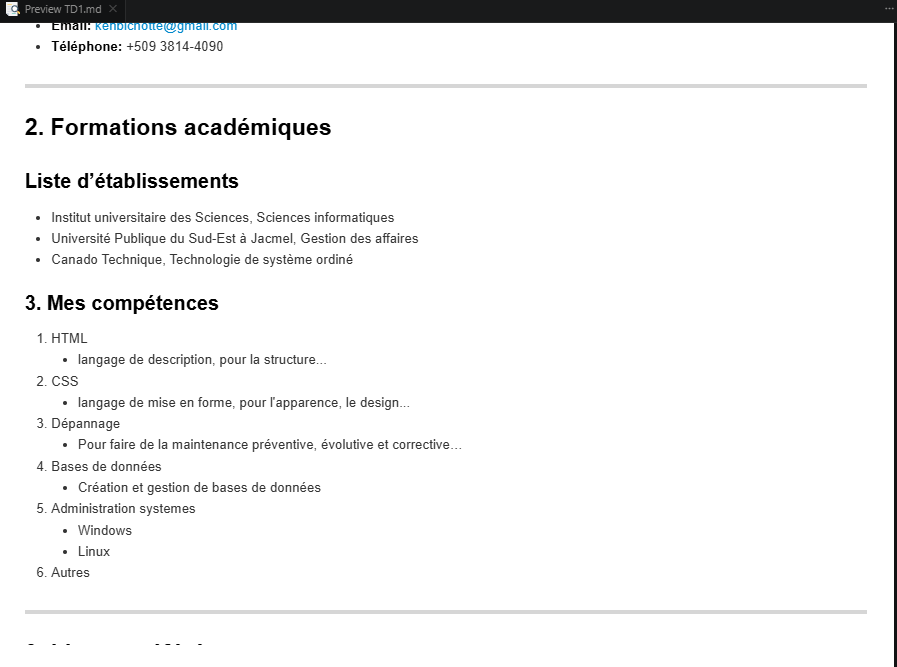 Preview TD1.md
• Email: kenbichotte@gmail.com
• Téléphone: +509 3814-4090
2. Formations académiques
Liste d’établissements
• Institut universitaire des Sciences, Sciences informatiques
• Université Publique du Sud-Est à Jacmel, Gestion des affaires
• Canado Technique, Technologie de système ordiné
3. Mes compétences
1. HTML
• langage de description, pour la structure...
2. CSS
• langage de mise en forme, pour l'apparence, le design...
3. Dépannage
• Pour faire de la maintenance préventive, évolutive et corrective…
4. Bases de données
• Création et gestion de bases de données
5. Administration systemes
• Windows
• Linux
6. Autres